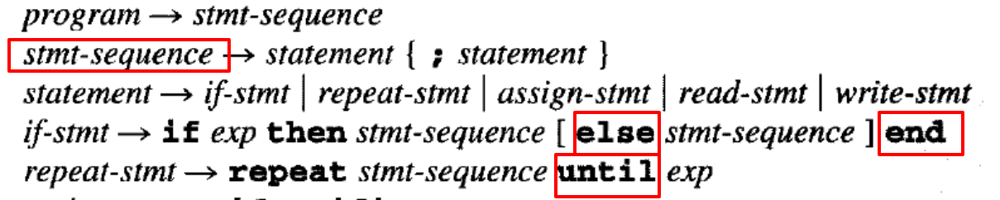 program → stmt-sequence
stmt-sequence → statement { ; statement }
statement → if-stmt | repeat-stmt | assign-stmt | read-stmt | write-stmt
if-stmt → if exp then stmt-sequence [ else stmt-sequence ] end
repeat-stmt → repeat stmt-sequence until exp